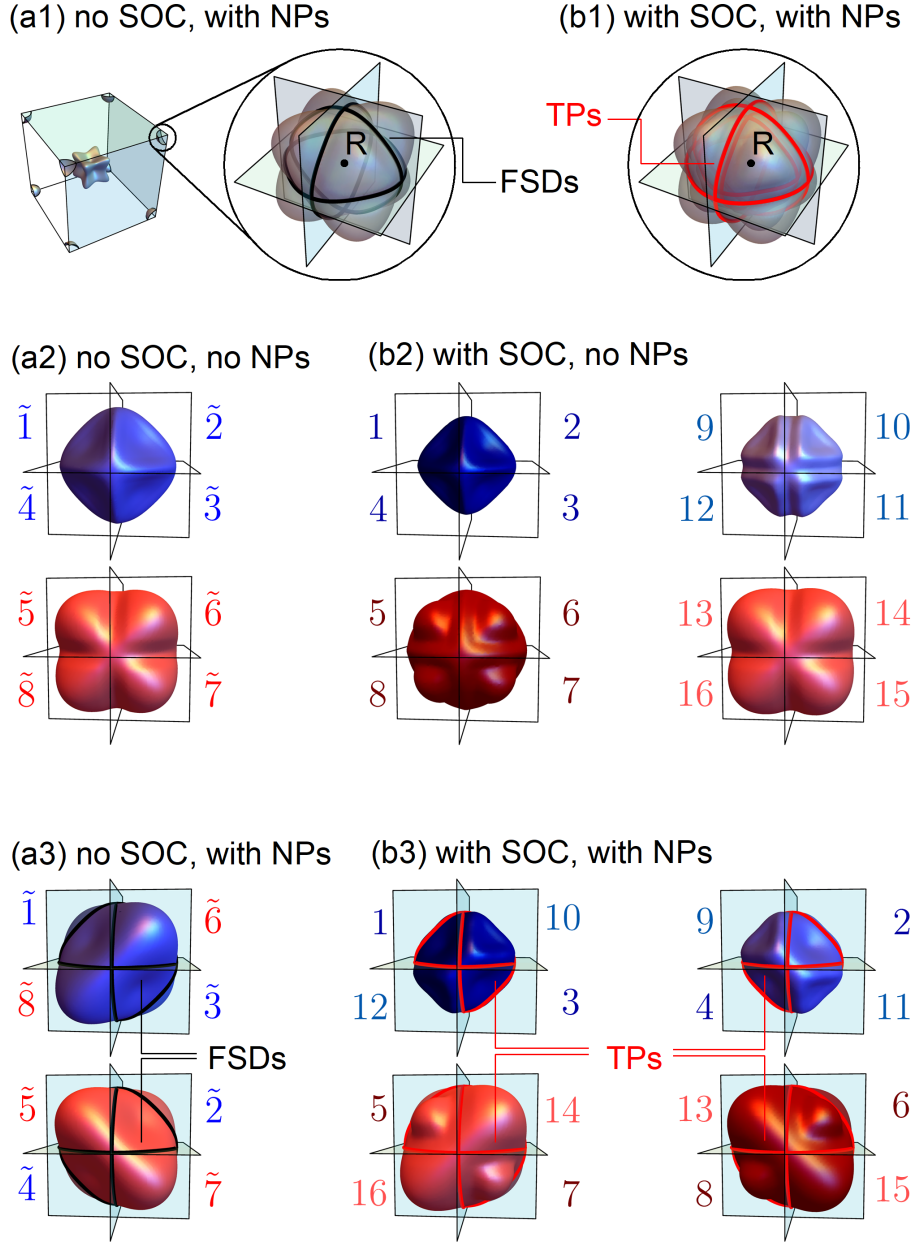 (a1) no SOC, with NPs
(b1) with SOC, with NPs
R
FSDs
TPs
R
(a2) no SOC, no NPs
(b2) with SOC, no NPs
1̃ 2̃
4̃ 3̃
1 2
4 3
9 10
12 11
5̃ 6̃
8̃ 7̃
5 6
8 7
13 14
16 15
(a3) no SOC, with NPs
(b3) with SOC, with NPs
1̃ 6̃
8̃ 3̃
1 10
12 3
9 2
4 11
FSDs
TPs
5̃ 2̃
4̃ 7̃
5 14
16 7
13 6
8 15